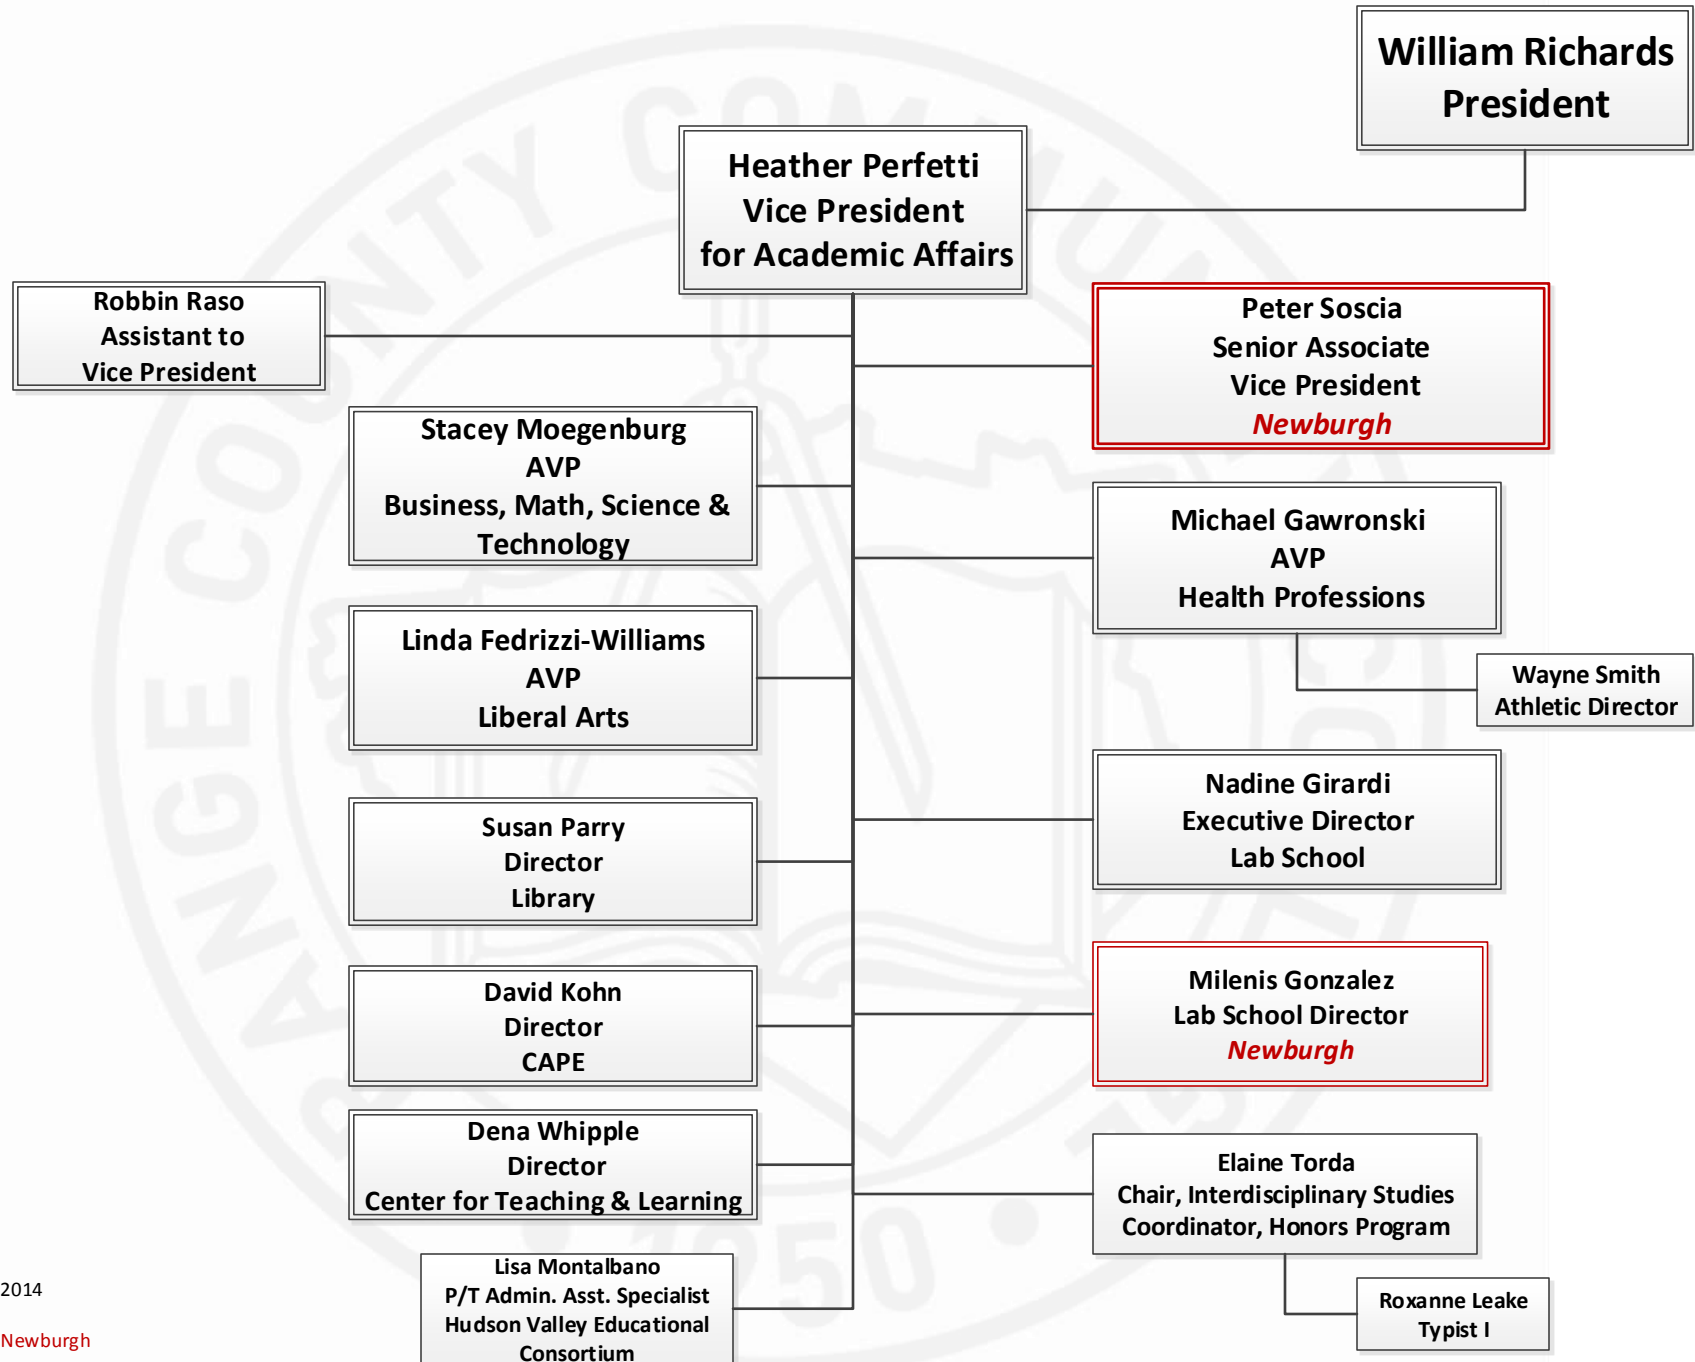 William Richards
President
Heather Perfetti
Vice President
for Academic Affairs
Robbin Raso
Assistant to
Vice President
Peter Soscia
Senior Associate
Vice President
Newburgh
Stacey Moegenburg
AVP
Business, Math, Science &
Technology
Michael Gawronski
AVP
Health Professions
Linda Fedrizzi-Williams
AVP
Liberal Arts
Wayne Smith
Athletic Director
Nadine Girardi
Executive Director
Lab School
Susan Parry
Director
Library
Milenis Gonzalez
Lab School Director
Newburgh
David Kohn
Director
CAPE
Dena Whipple
Director
Center for Teaching & Learning
Elaine Torda
Chair, Interdisciplinary Studies
Coordinator, Honors Program
Lisa Montalbano
P/T Admin. Asst. Specialist
Hudson Valley Educational
Consortium
Roxanne Leake
Typist I
2014
Newburgh
RANGE COUNTY COMMUN
1950